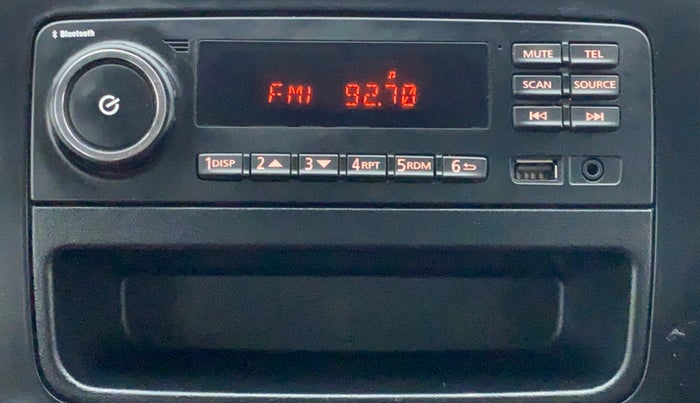 Bluetooth
FM1 92.70
MUTE TEL
SCAN SOURCE
1DISP 2 3 4RPT 5RDM 6